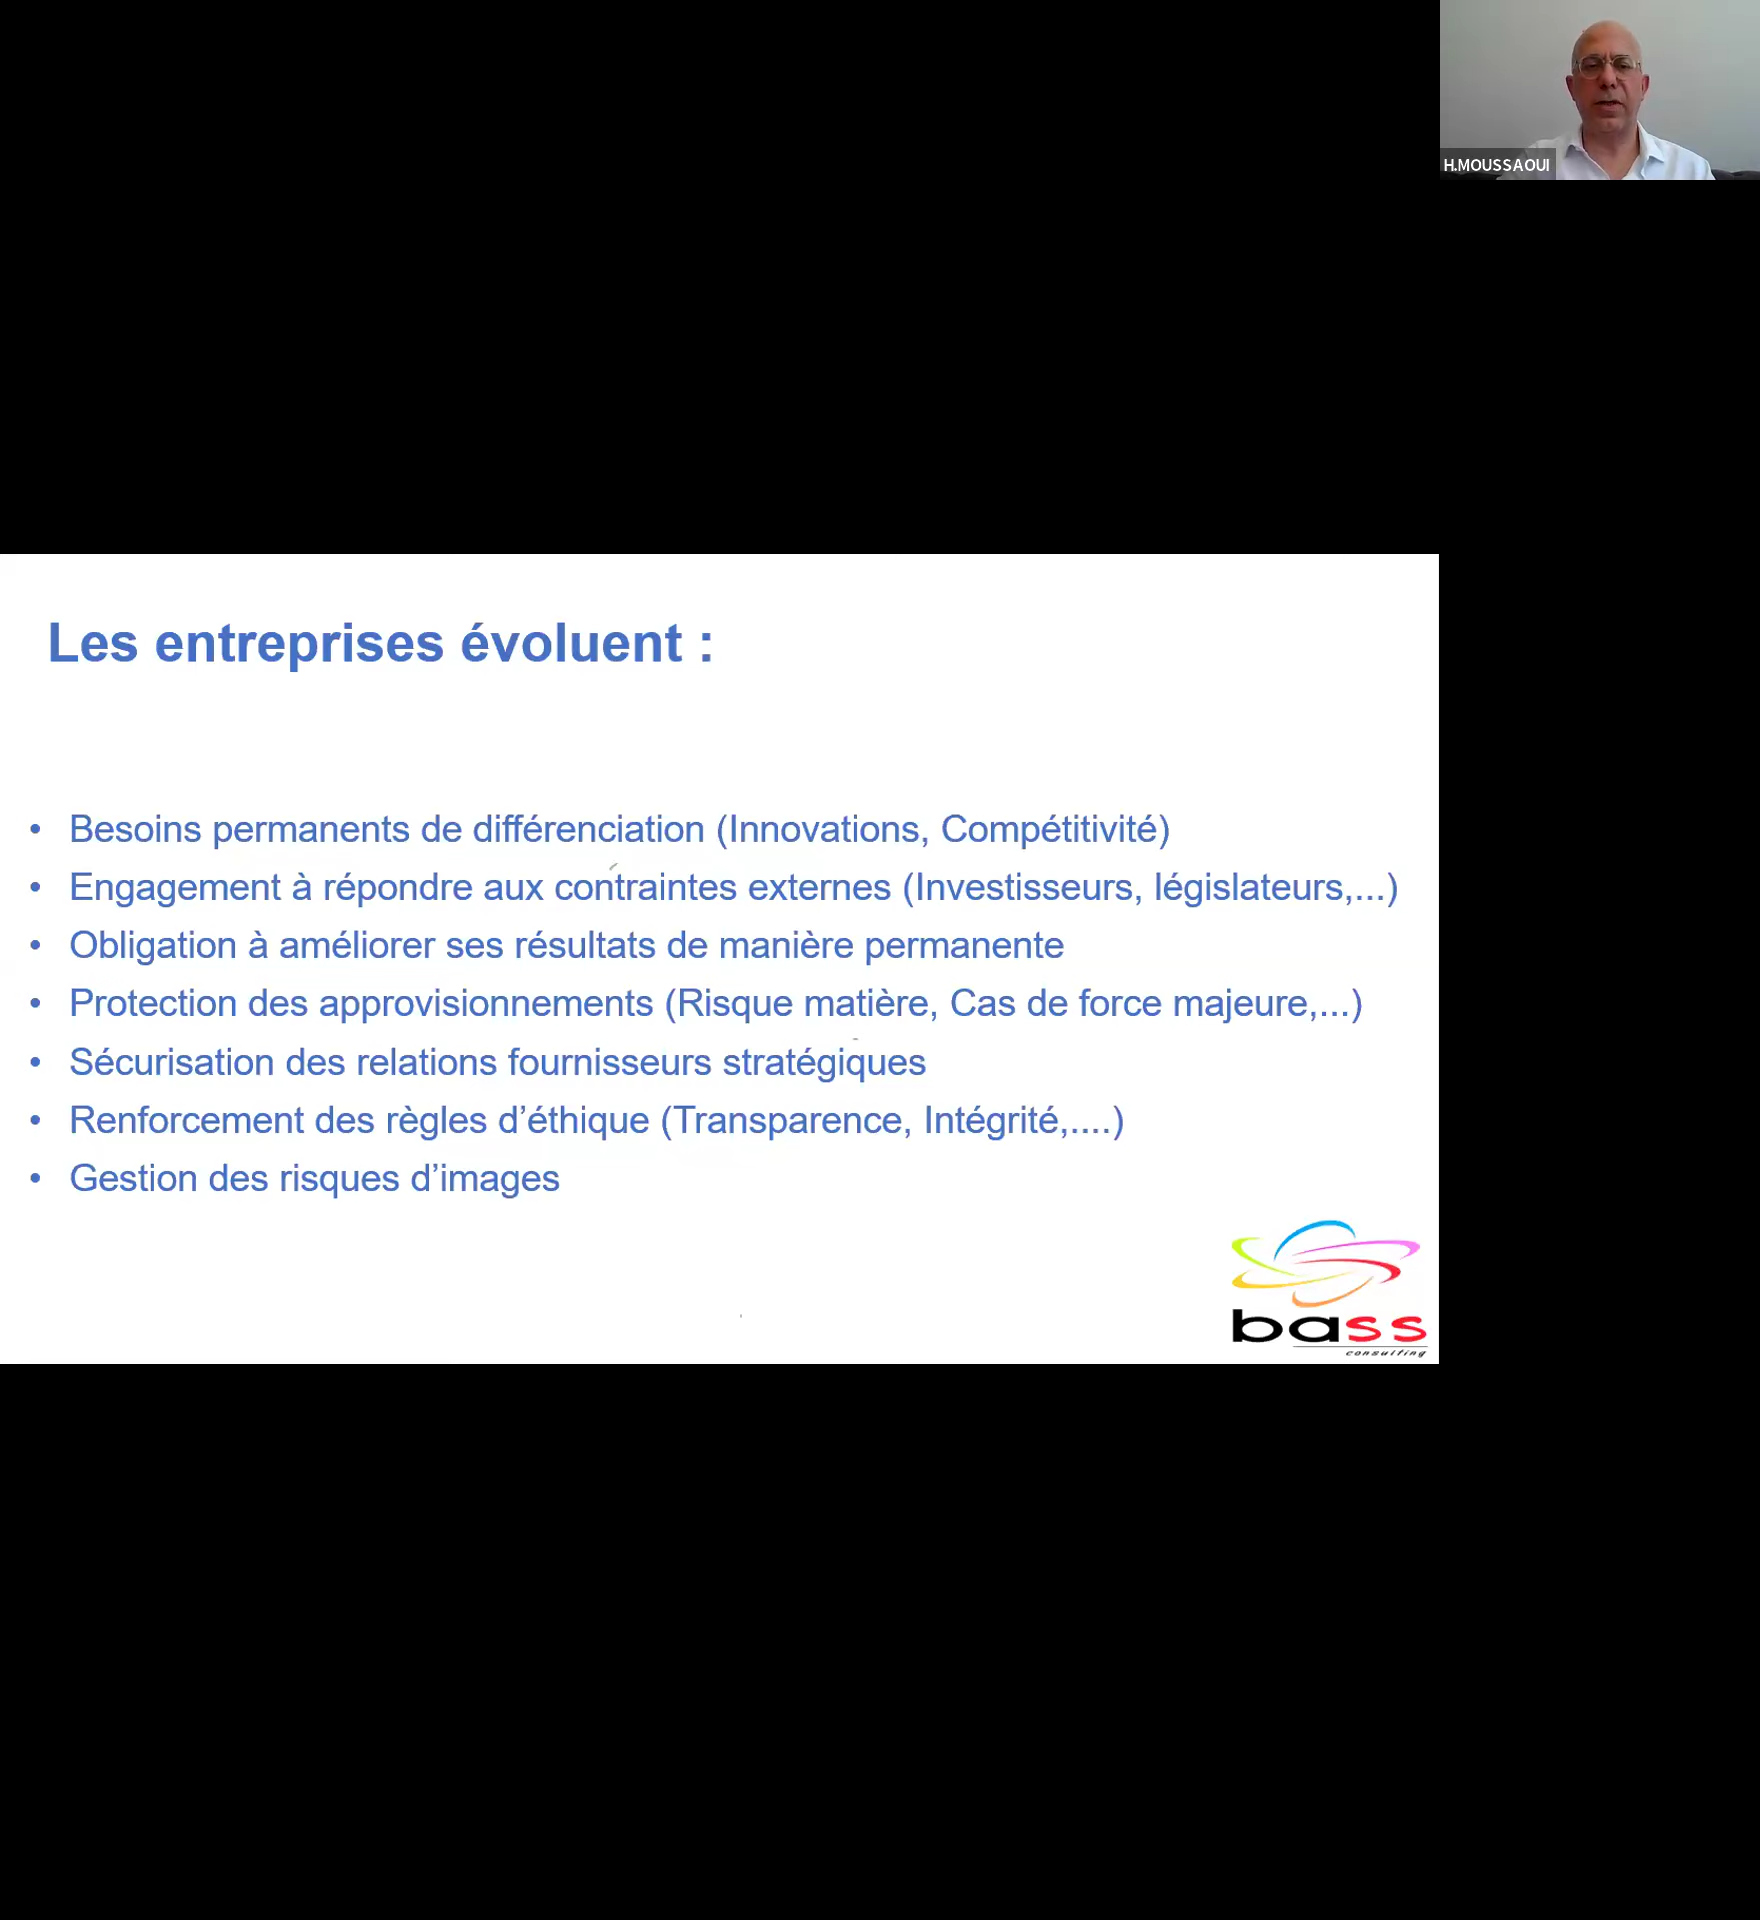 H.MOUSSAOUI
Les entreprises évoluent :
• Besoins permanents de différenciation (Innovations, Compétitivité)
• Engagement à répondre aux contraintes externes (Investisseurs, législateurs,...)
• Obligation à améliorer ses résultats de manière permanente
• Protection des approvisionnements (Risque matière, Cas de force majeure,...)
• Sécurisation des relations fournisseurs stratégiques
• Renforcement des règles d’éthique (Transparence, Intégrité,....)
• Gestion des risques d’images
bass
consulting